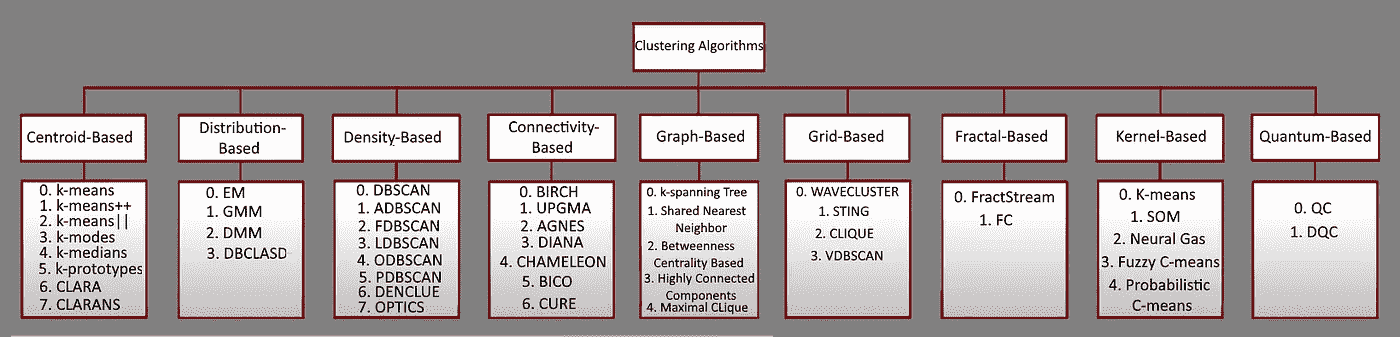 Clustering Algorithms
Centroid-Based
Distribution-
Based
Density-Based
Connectivity-
Based
Graph-Based
Grid-Based
Fractal-Based
Kernel-Based
Quantum-Based
0. k-means
1. k-means++
2. k-means||
3. k-modes
4. k-medians
5. k-prototypes
6. CLARA
7. CLARANS
0. EM
1. GMM
2. DMM
3. DBCLASD
0. DBSCAN
1. ADBSCAN
2. FDBSCAN
3. LDBSCAN
4. ODBSCAN
5. PDBSCAN
6. DENCLUE
7. OPTICS
0. BIRCH
1. UPGMA
2. AGNES
3. DIANA
4. CHAMELEON
5. BICO
6. CURE
0. k-spanning Tree
1. Shared Nearest
Neighbor
2. Betweenness
Centrality Based
3. Highly Connected
Components
4. Maximal CLique
0. WAVECLUSTER
1. STING
2. CLIQUE
3. VDBSCAN
0. FractStream
1. FC
0. K-means
1. SOM
2. Neural Gas
3. Fuzzy C-means
4. Probabilistic
C-means
0. QC
1. DQC